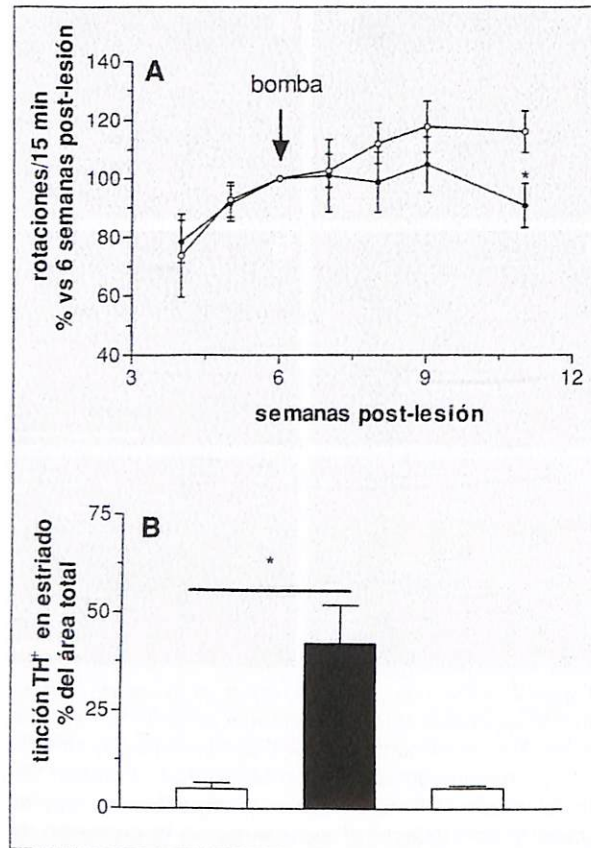 A
bomba
rotaciones/15 min
% vs 6 semanas post-lesión
140
120
100
80
60
40
3
6
9
12
*
semanas post-lesión
B
tinción TH+ en estriado
% del área total
75
50
25
0
*